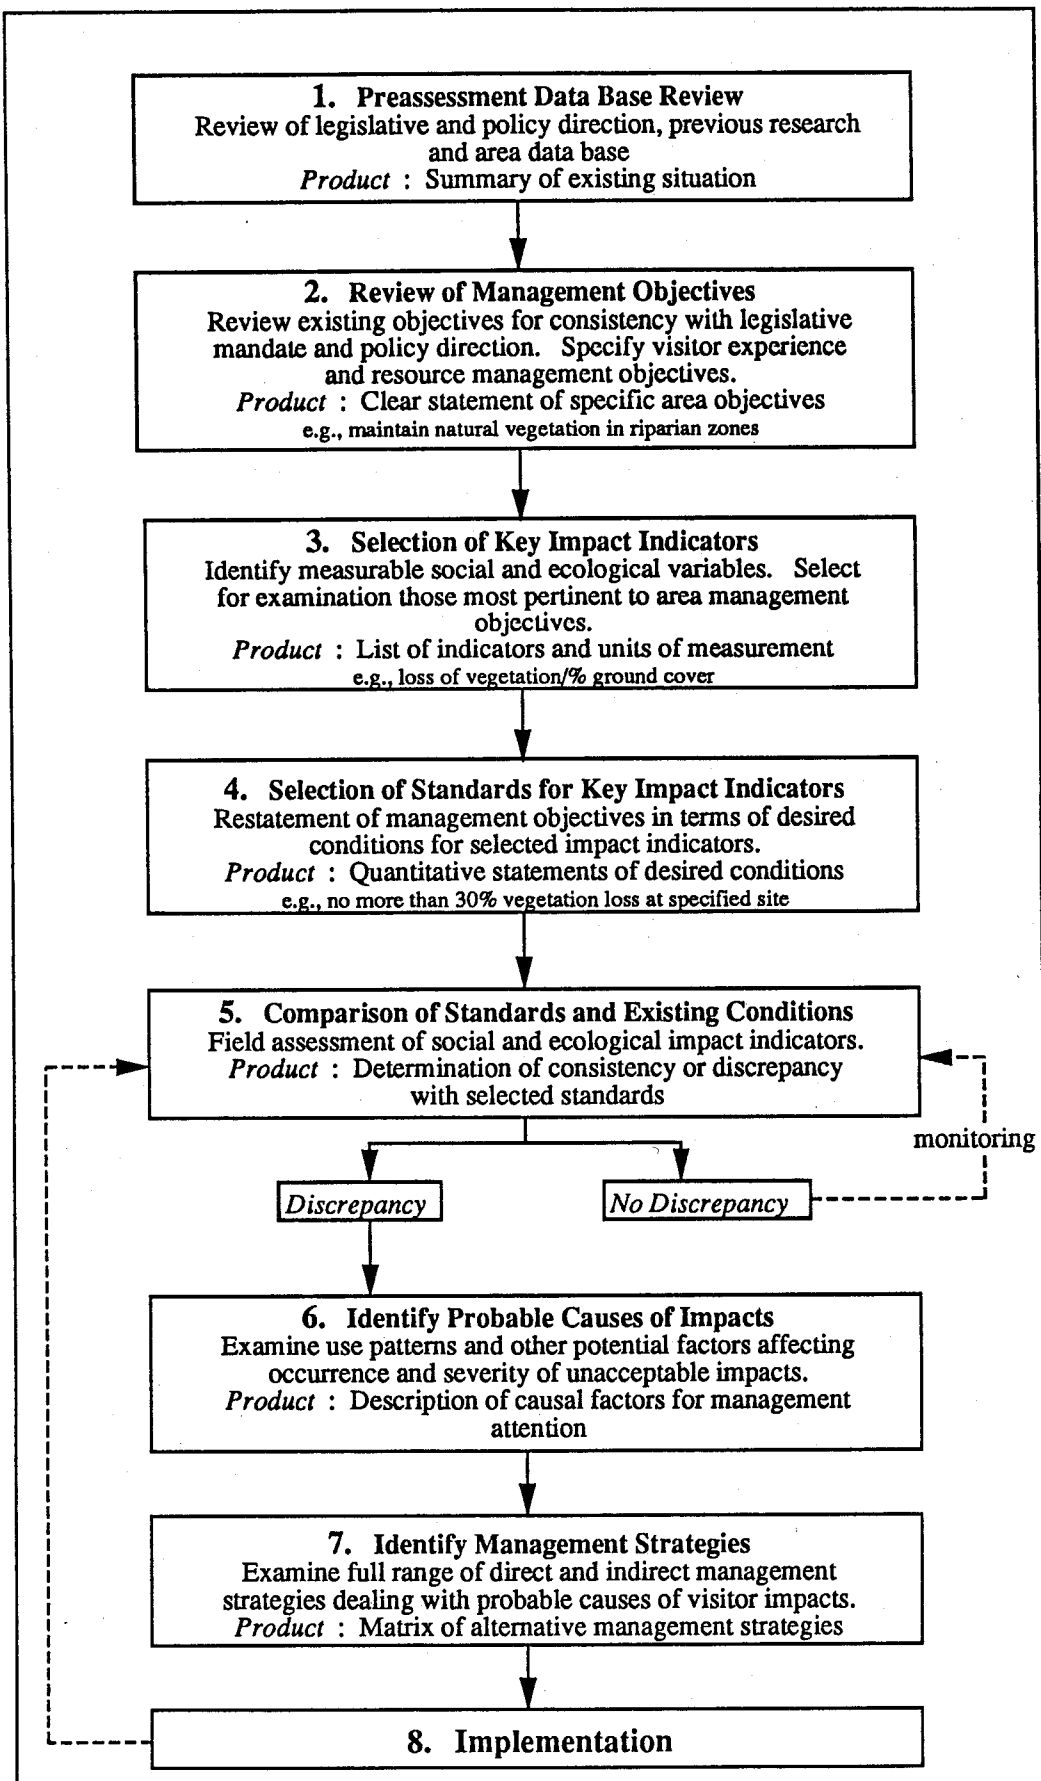 1. Preassessment Data Base Review
Review of legislative and policy direction, previous research
and area data base
Product : Summary of existing situation
2. Review of Management Objectives
Review existing objectives for consistency with legislative
mandate and policy direction. Specify visitor experience
and resource management objectives.
Product : Clear statement of specific area objectives
e.g., maintain natural vegetation in riparian zones
3. Selection of Key Impact Indicators
Identify measurable social and ecological variables. Select
for examination those most pertinent to area management
objectives.
Product : List of indicators and units of measurement
e.g., loss of vegetation/% ground cover
4. Selection of Standards for Key Impact Indicators
Restatement of management objectives in terms of desired
conditions for selected impact indicators.
Product : Quantitative statements of desired conditions
e.g., no more than 30% vegetation loss at specified site
5. Comparison of Standards and Existing Conditions
Field assessment of social and ecological impact indicators.
Product : Determination of consistency or discrepancy
with selected standards
monitoring
Discrepancy
No Discrepancy
6. Identify Probable Causes of Impacts
Examine use patterns and other potential factors affecting
occurrence and severity of unacceptable impacts.
Product : Description of causal factors for management
attention
7. Identify Management Strategies
Examine full range of direct and indirect management
strategies dealing with probable causes of visitor impacts.
Product : Matrix of alternative management strategies
8. Implementation